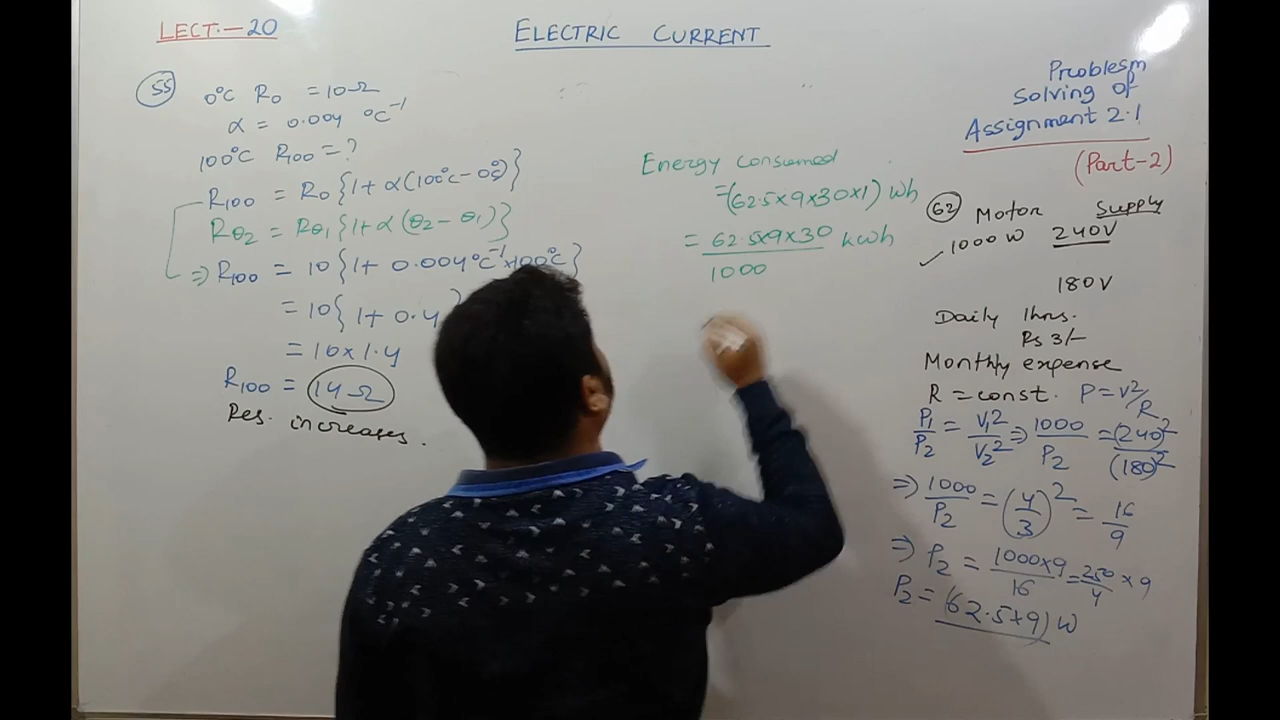 LECT.-20
ELECTRIC CURRENT
55
0°C R0 = 10Ω
α = 0.004 °C⁻¹
100°C R100 = ?
R100 = R0 {1+ α(100°C - 0°C)}
Rθ2 = Rθ1 {1+ α (θ2 - θ1)}
⇒ R100 = 10 {1+ 0.004°C⁻¹ × 100°C}
= 10 { 1+ 0.4 }
= 10×1.4
R100 = 14Ω
Res. increases.
Energy Consumed
= (62.5×9×30×1) Wh
= 62.5×9×30 / 1000 kWh
Problesm
Solving of
Assignment 2.1
(Part-2)
62 Motor Supply
1000 W 240V
180V
Daily 1hrs.
Rs 3/-
Monthly expense
R = const. P = V²/R
P1/P2 = V1²/V2² ⇒ 1000/P2 = (240)²/(180)²
⇒ 1000/P2 = (4/3)² = 16/9
⇒ P2 = 1000×9/16 = 250/4 × 9
P2 = (62.5×9) W